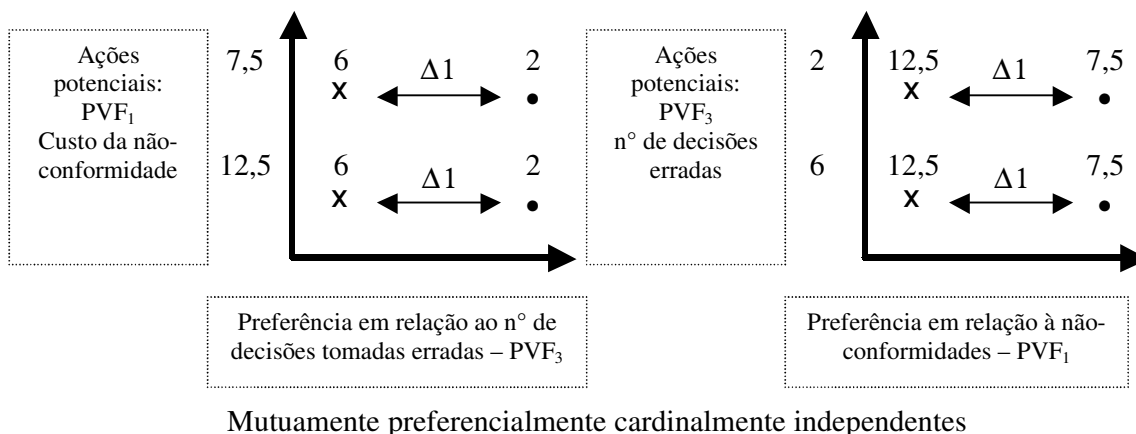 Ações
potenciais:
PVF₁
Custo da não-
conformidade
7,5
6
Δ1
2
x
•
12,5
6
Δ1
2
x
•
Preferência em relação ao n° de
decisões tomadas erradas – PVF₃
Ações
potenciais:
PVF₃
n° de decisões
erradas
2
12,5
Δ1
7,5
x
•
6
12,5
Δ1
7,5
x
•
Preferência em relação à não-
conformidades – PVF₁
Mutuamente preferencialmente cardinalmente independentes